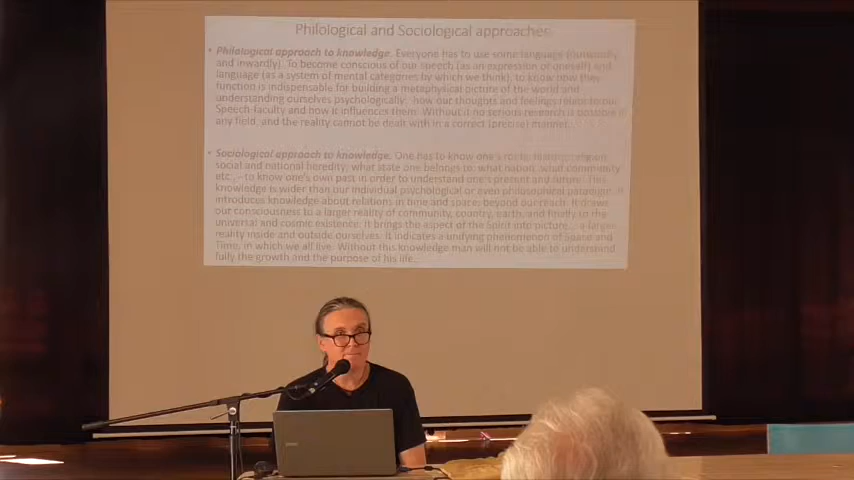 Philological and Sociological approaches
• Philological approach to knowledge. Everyone has to use some language (outwardly
and inwardly). To become conscious of our speech (as an expression of oneself) and
language (as a system of mental categories by which we think), to know how they
function is indispensable for building a metaphysical picture of the world and
understanding ourselves psychologically; how our thoughts and feelings relate to our
Speech-faculty and how it influences them. Without it no serious research is possible in
any field, and the reality cannot be dealt with in a correct (precise) manner.
• Sociological approach to knowledge. One has to know one's roots: family, religion,
social and national heredity; what state one belongs to, what nation, what community
etc., - to know one's own past in order to understand one's present and future. This
knowledge is wider than our individual psychological or even philosophical paradigm. It
introduce knowledge about relations in time and space, beyond our reach. It draws
our consciousness to a larger reality of community, country, earth, and finally to the
universal and cosmic existence. It brings the aspect of the Spirit into picture... a larger
reality inside and outside ourselves. It indicates a unifying phenomenon of Space and
Time, in which we all live. Without this knowledge man will not be able to understand
fully the growth and the purpose of his life...